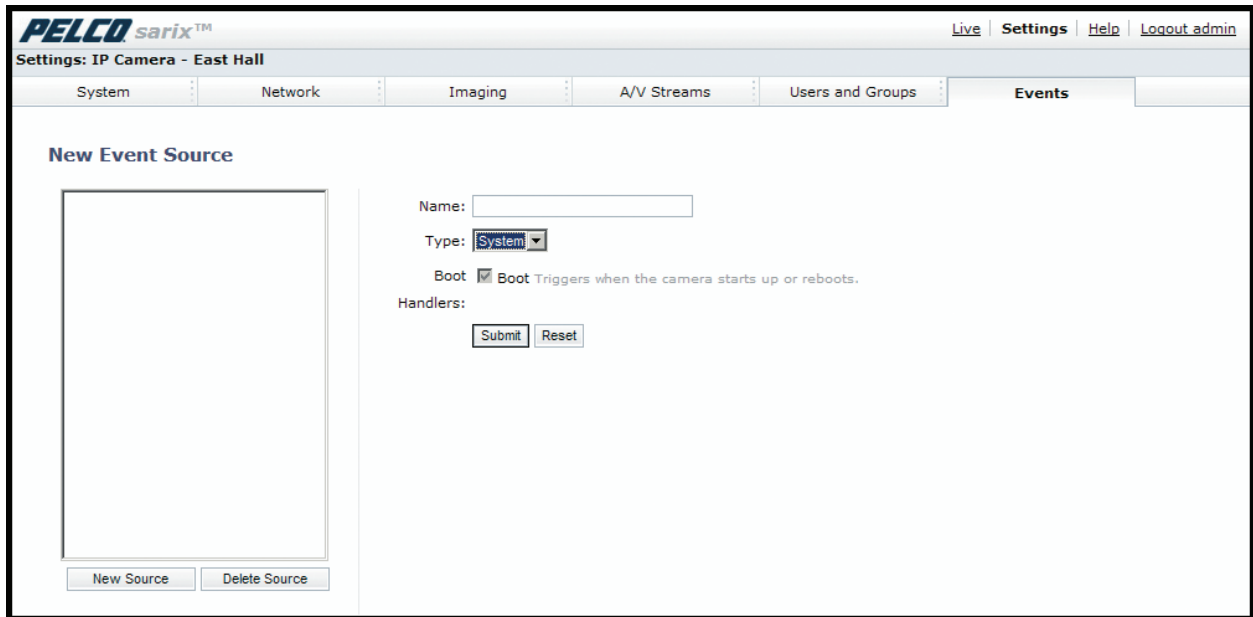 PELCO sarix™
Live | Settings | Help | Logout admin
Settings: IP Camera - East Hall
System Network Imaging A/V Streams Users and Groups Events
New Event Source
Name:
Type: System
Boot Boot Triggers when the camera starts up or reboots.
Handlers:
Submit Reset
New Source Delete Source